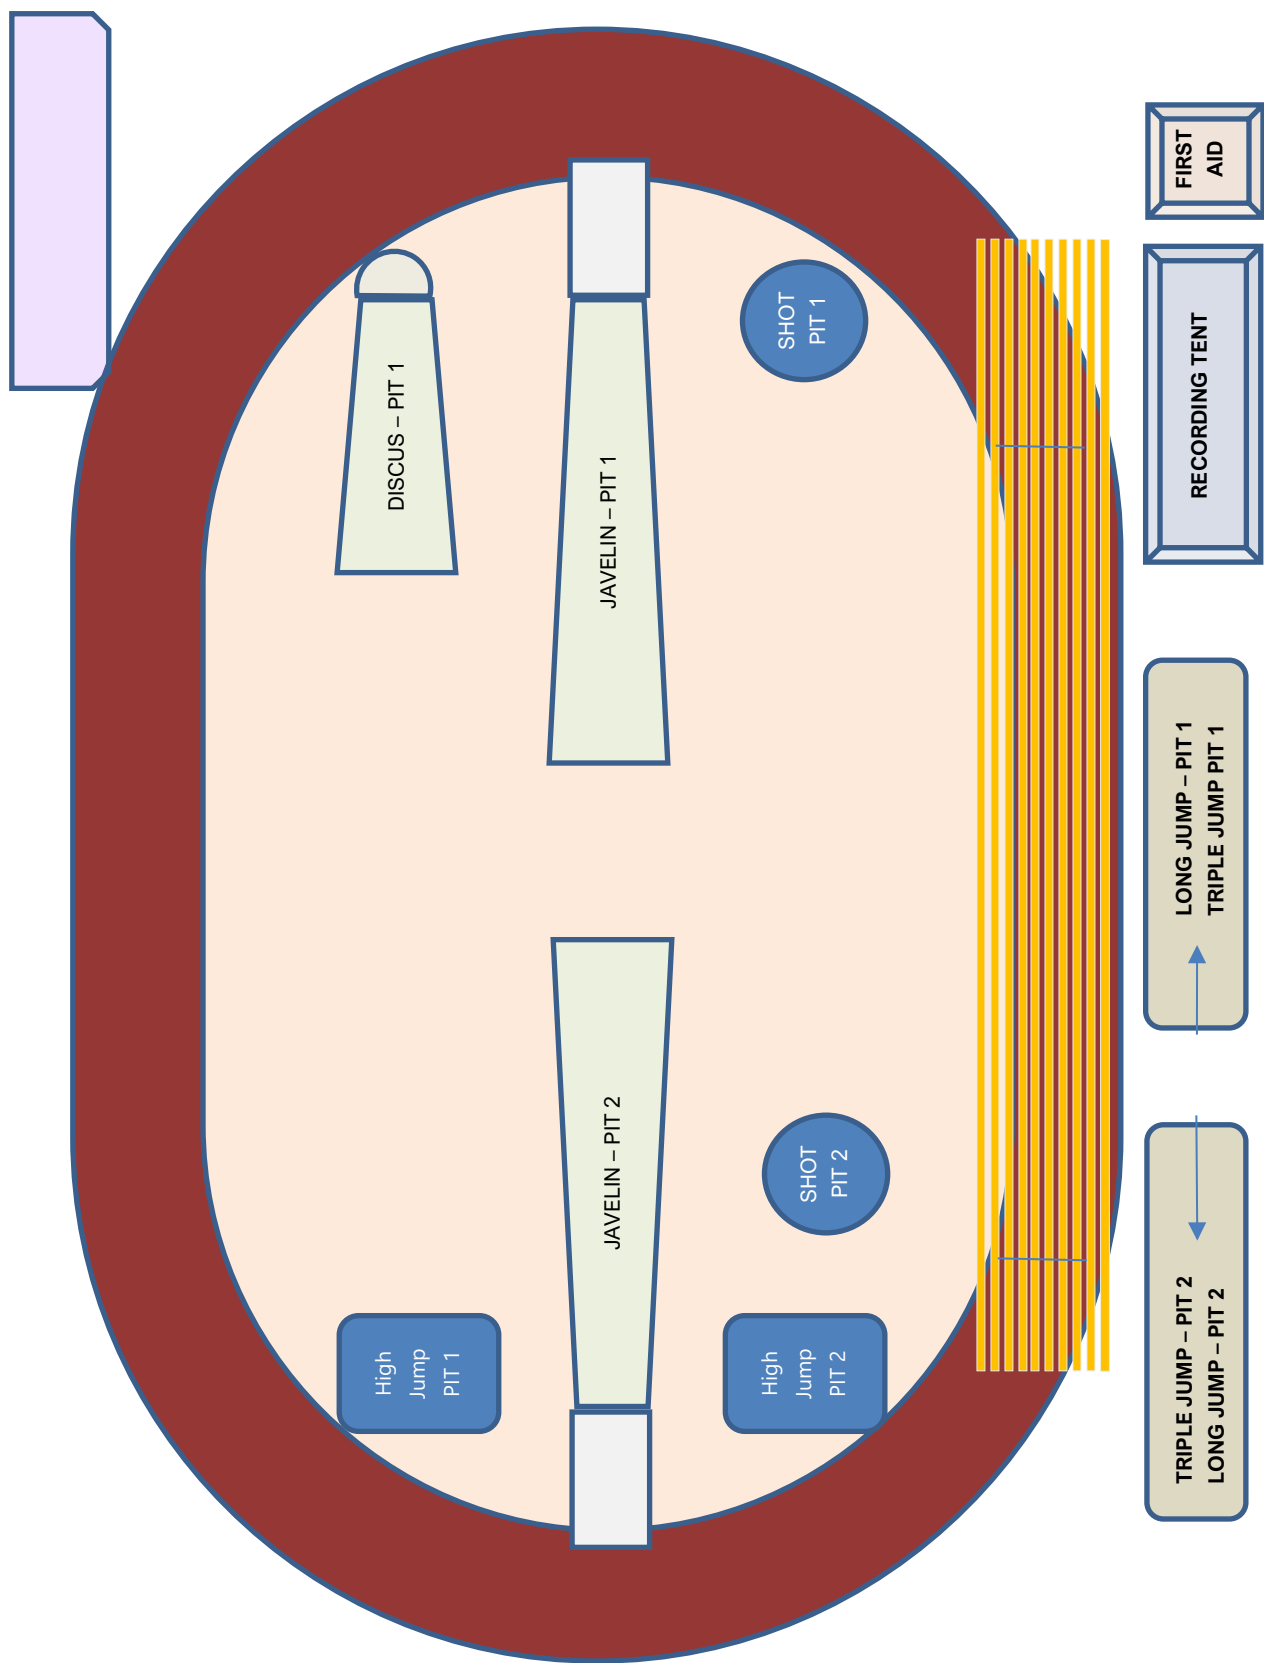 FIRST
AID
RECORDING TENT
SHOT
PIT 1
DISCUS – PIT 1
JAVELIN – PIT 1
LONG JUMP – PIT 1
TRIPLE JUMP PIT 1
JAVELIN – PIT 2
SHOT
PIT 2
High
Jump
PIT 1
High
Jump
PIT 2
TRIPLE JUMP – PIT 2
LONG JUMP – PIT 2